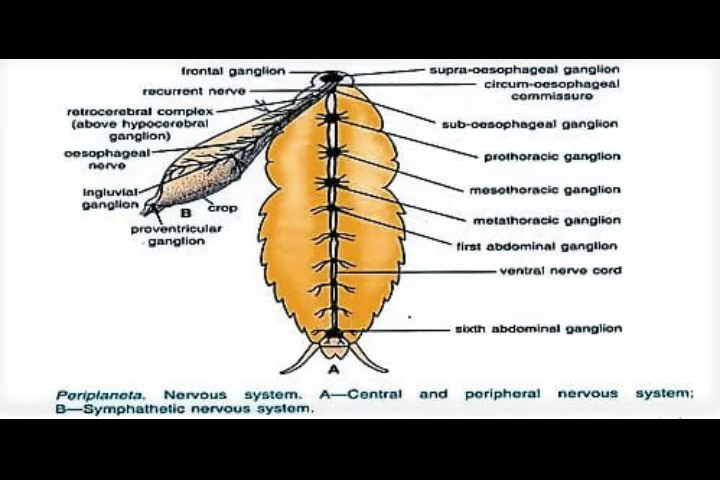 frontal ganglion
supra-oesophageal ganglion
recurrent nerve
circum-oesophageal
commissure
retrocerebral complex
(above hypocerebral
ganglion)
sub-oesophageal ganglion
oesophageal
nerve
prothoracic ganglion
ingluvial
ganglion
mesothoracic ganglion
B
crop
metathoracic ganglion
proventricular
ganglion
first abdominal ganglion
ventral nerve cord
sixth abdominal ganglion
A
Periplaneta. Nervous system. A—Central and peripheral nervous system;
B—Symphathetic nervous system.